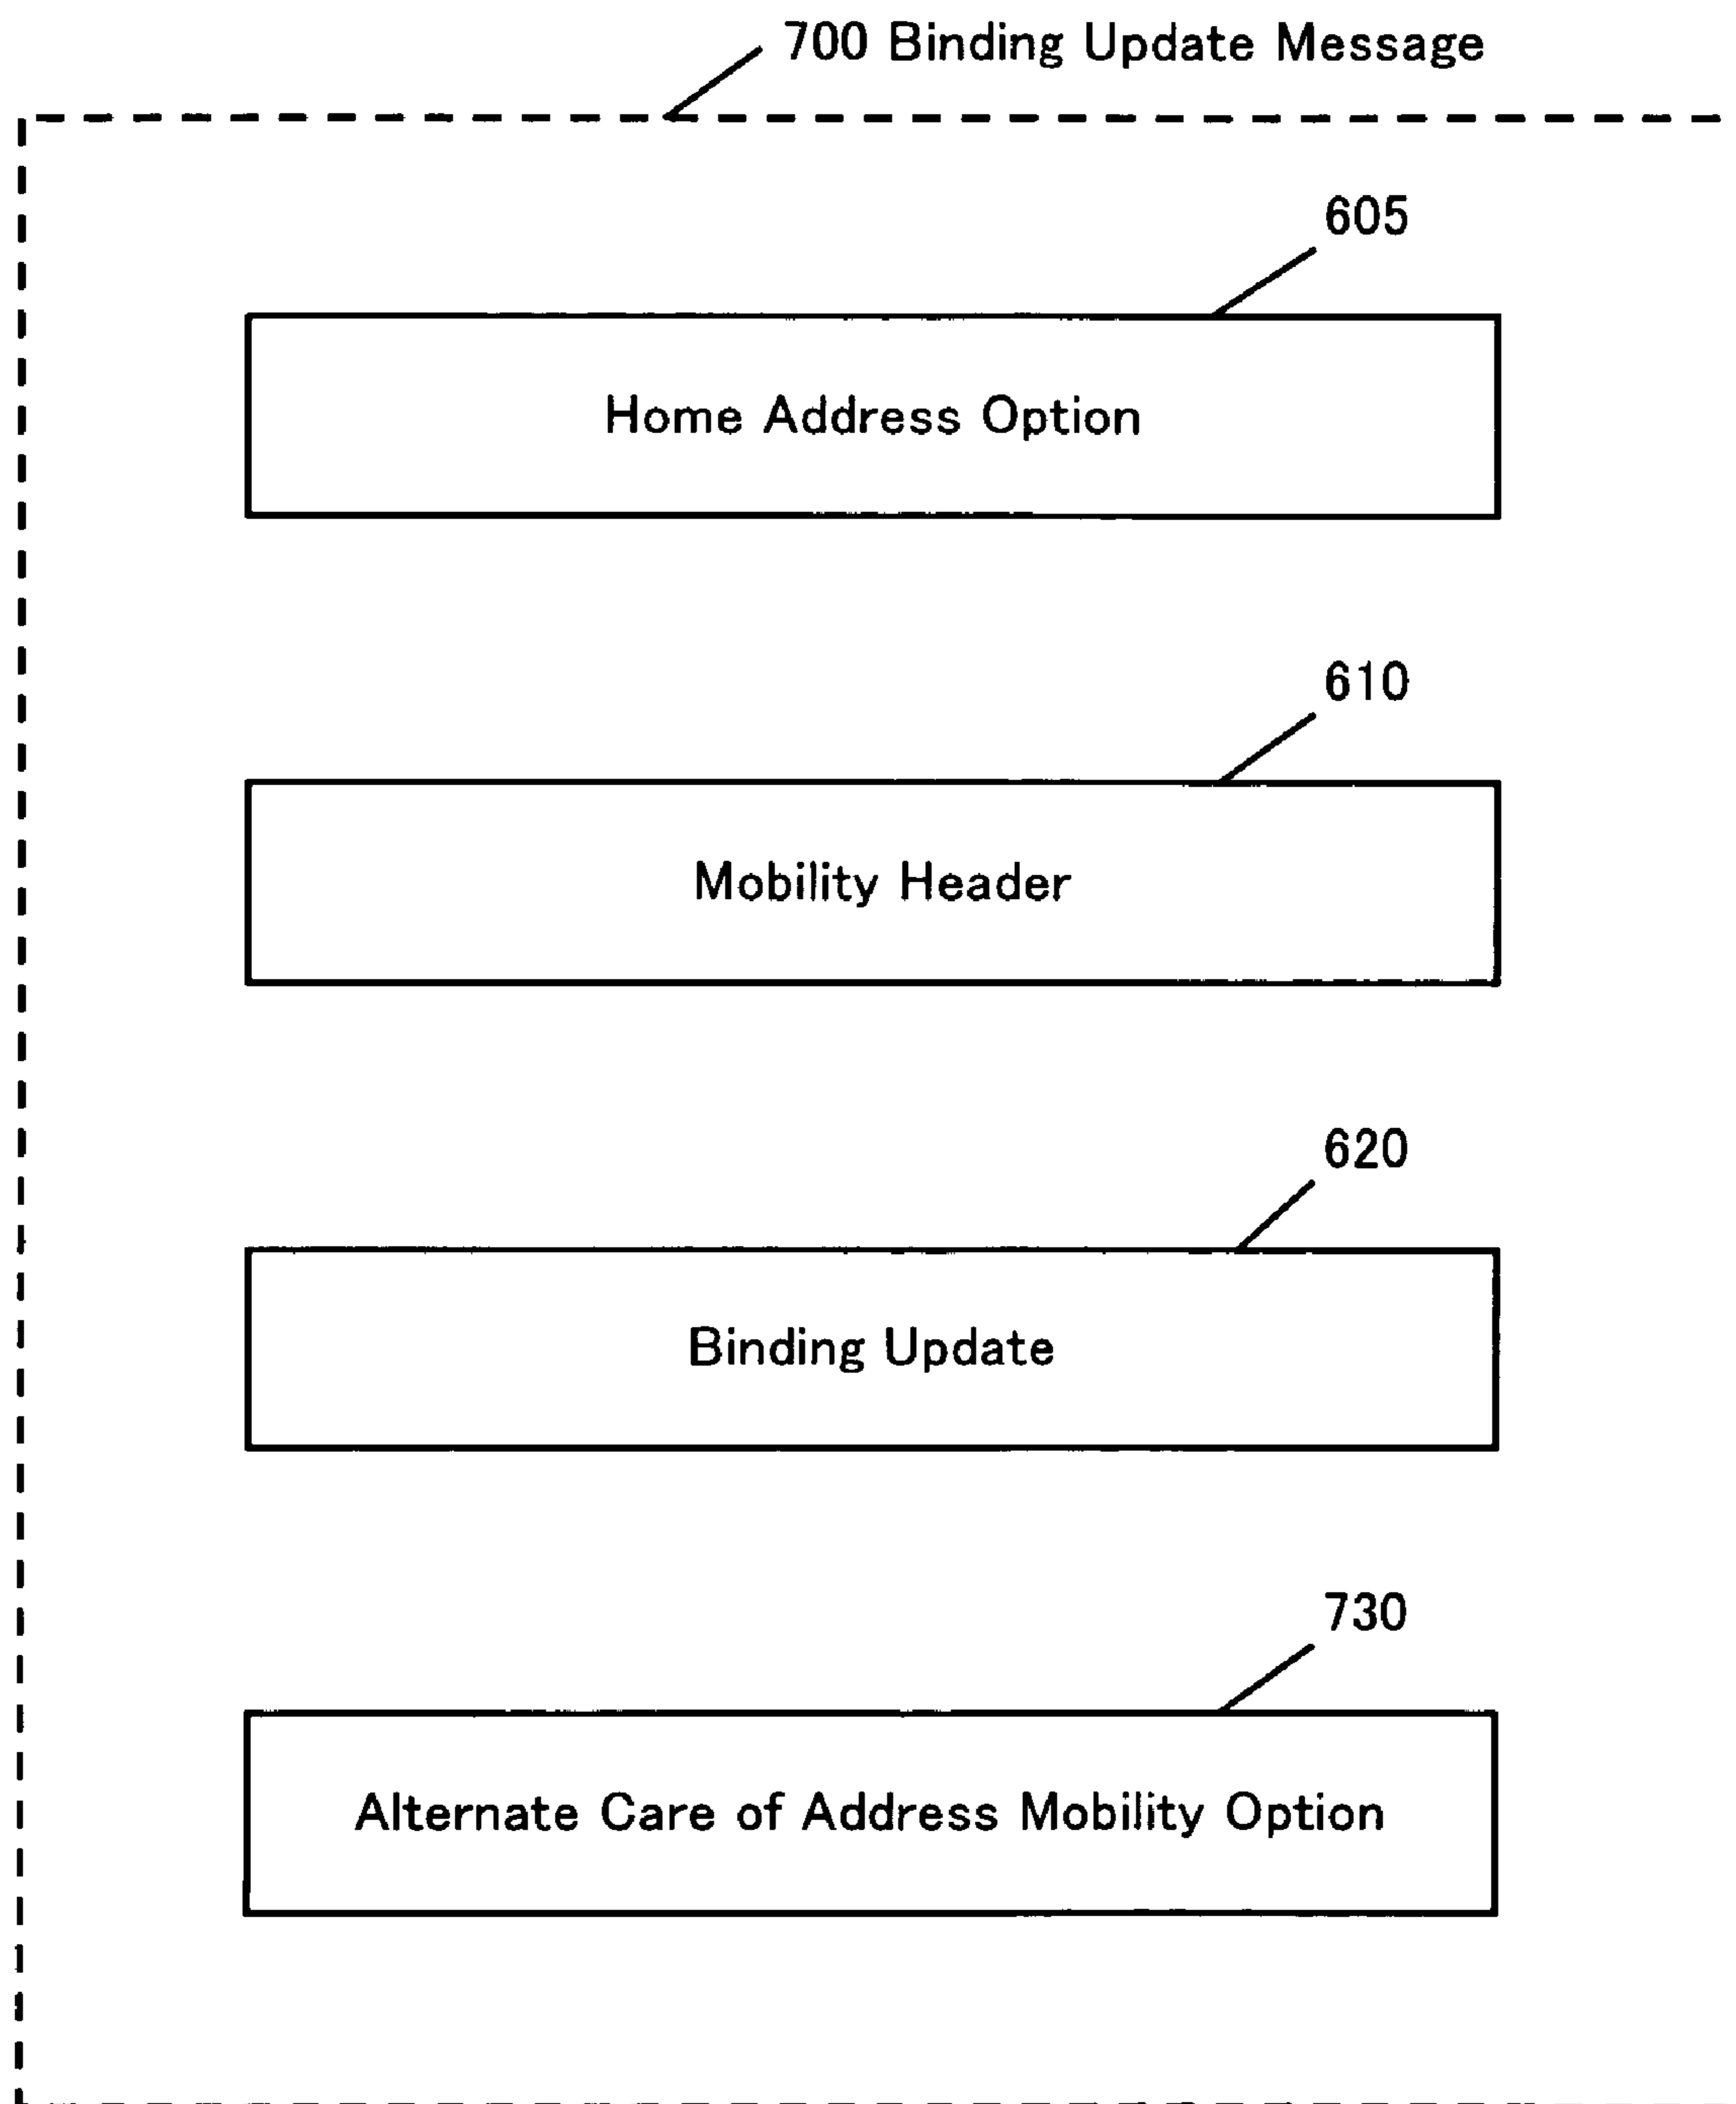 700 Binding Update Message
605
Home Address Option
610
Mobility Header
620
Binding Update
730
Alternate Care of Address Mobility Option